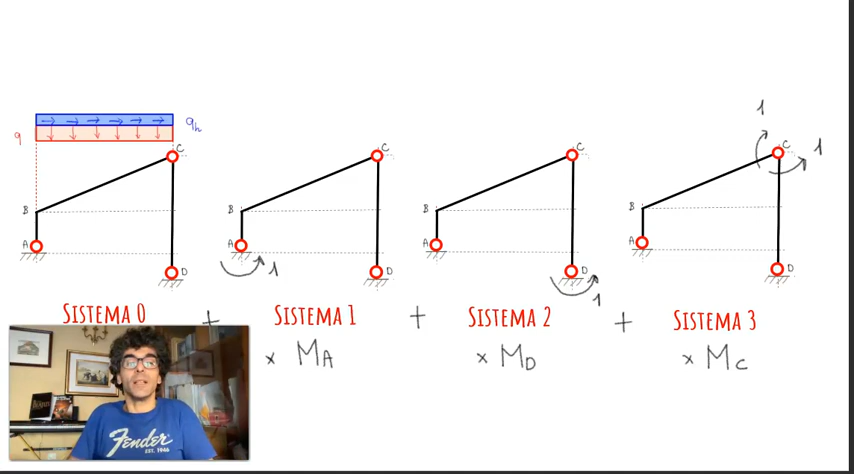 1
q
qh
C
C
C
C
1
B
B
B
B
A
A
A
A
D
D
D
D
1
1
SISTEMA 0
+
SISTEMA 1
+
SISTEMA 2
+
SISTEMA 3
× MA
× MD
× MC
Fender
EST. 1946